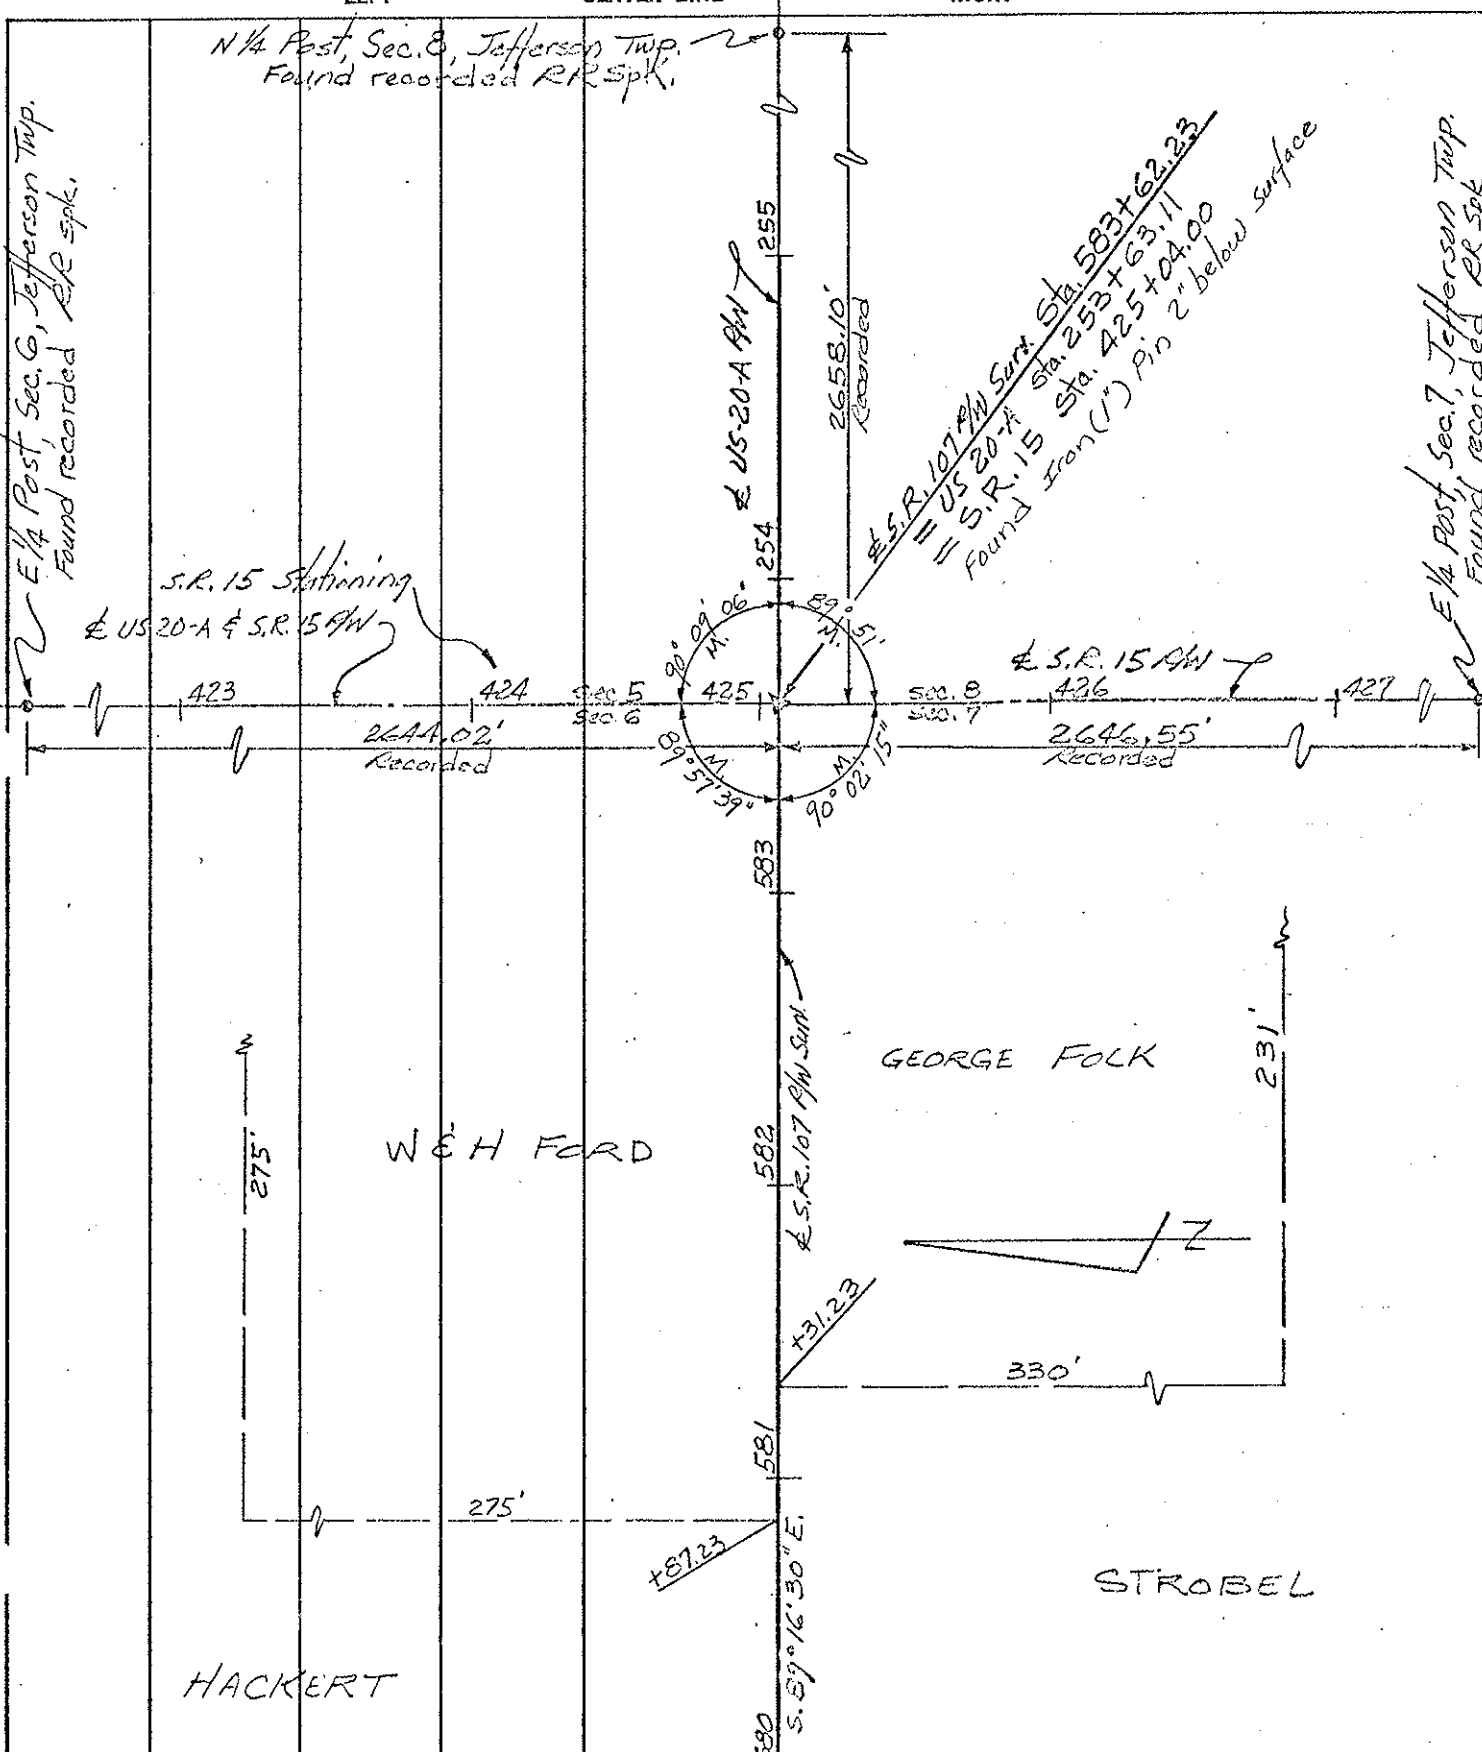 N 1/4 Post, Sec. 8, Jefferson Twp.
Found recorded RR Spk.
E 1/4 Post, Sec. 6, Jefferson Twp.
Found recorded RR Spk.
E 1/4 Post, Sec. 7, Jefferson Twp.
Found recorded RR Spk
255
℄ US-20-A R/W
2658.10'
Recorded
℄ S.R. 107 R/W Surv. Sta. 583+62.23
= US 20-A Sta. 253+63.11
= S.R. 15 Sta. 425+04.00
Found Iron (1") Pin 2" below surface
254
S.R. 15 Stationing
℄ US 20-A & S.R. 15 R/W
90° 09' 06"
M.
89° 51'
M.
℄ S.R. 15 R/W
423
424
Sec. 5
Sec. 6
425
Sec. 8
Sec. 7
426
427
2644.02'
Recorded
2646.55'
Recorded
89° 57' 39"
M.
90° 02' 15"
M.
583
℄ S.R. 107 R/W Surv.
GEORGE FOLK
231'
W & H FORD
275'
582
N
+31.23
330'
581
275'
+87.23
S. 89° 16' 30" E.
STROBEL
HACKERT
580